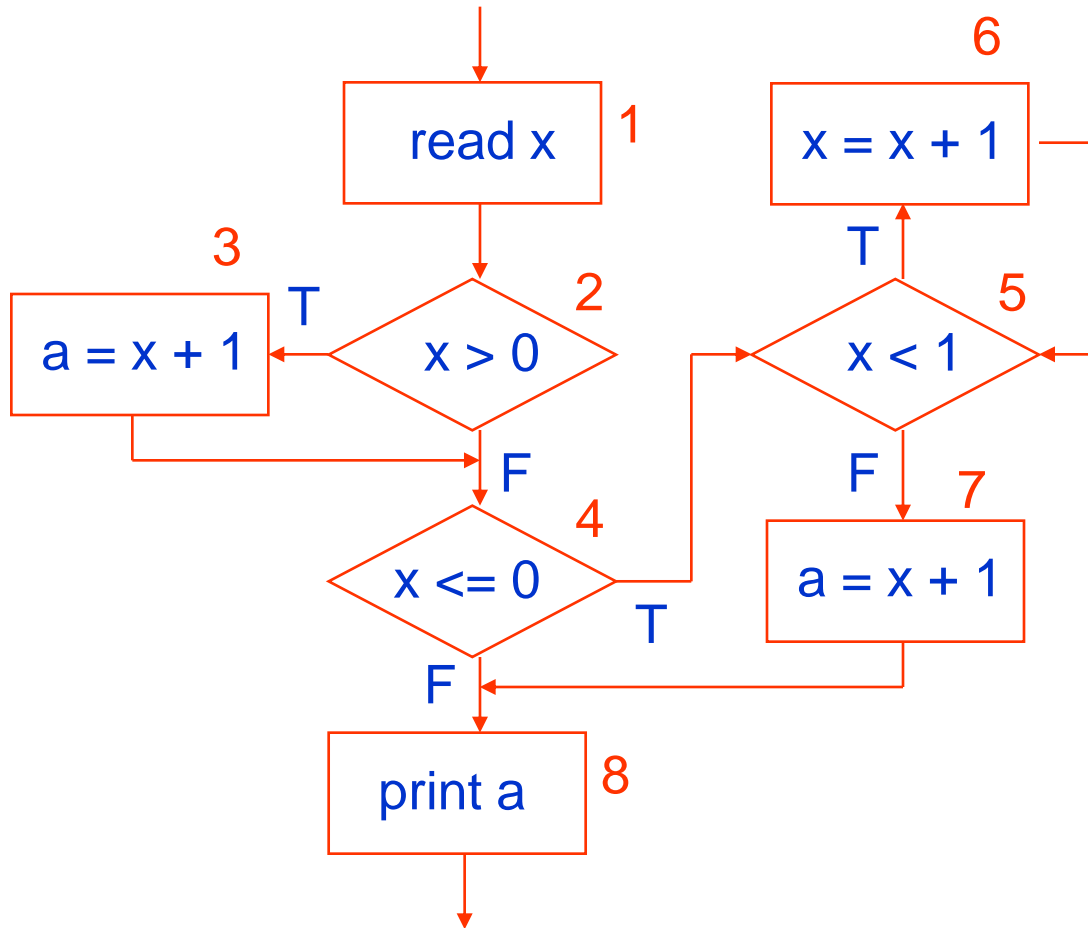 6
1
read x
x = x + 1
3
T
2
T
5
a = x + 1
x > 0
x < 1
F
F
7
4
x <= 0
a = x + 1
T
F
8
print a